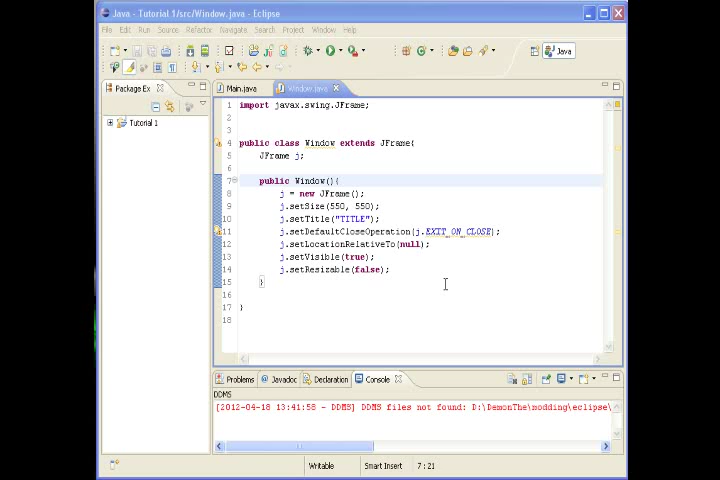 Java - Tutorial 1/src/Window.java - Eclipse
File Edit Run Source Refactor Navigate Search Project Window Help
Java
Package Ex
Main.java
Window.java
Tutorial 1
1 import javax.swing.JFrame;
2
3
4 public class Window extends JFrame{
5 JFrame j;
6
7 public Window(){
8 j = new JFrame();
9 j.setSize(550, 550);
10 j.setTitle("TITLE");
11 j.setDefaultCloseOperation(j.EXIT_ON_CLOSE);
12 j.setLocationRelativeTo(null);
13 j.setVisible(true);
14 j.setResizable(false);
15 }
16
17 }
18
Problems Javadoc Declaration Console
DDMS
[2012-04-18 13:41:58 - DDMS] DDMS files not found: D:\DemonThe\modding\eclipse\
Writable Smart Insert 7 : 21